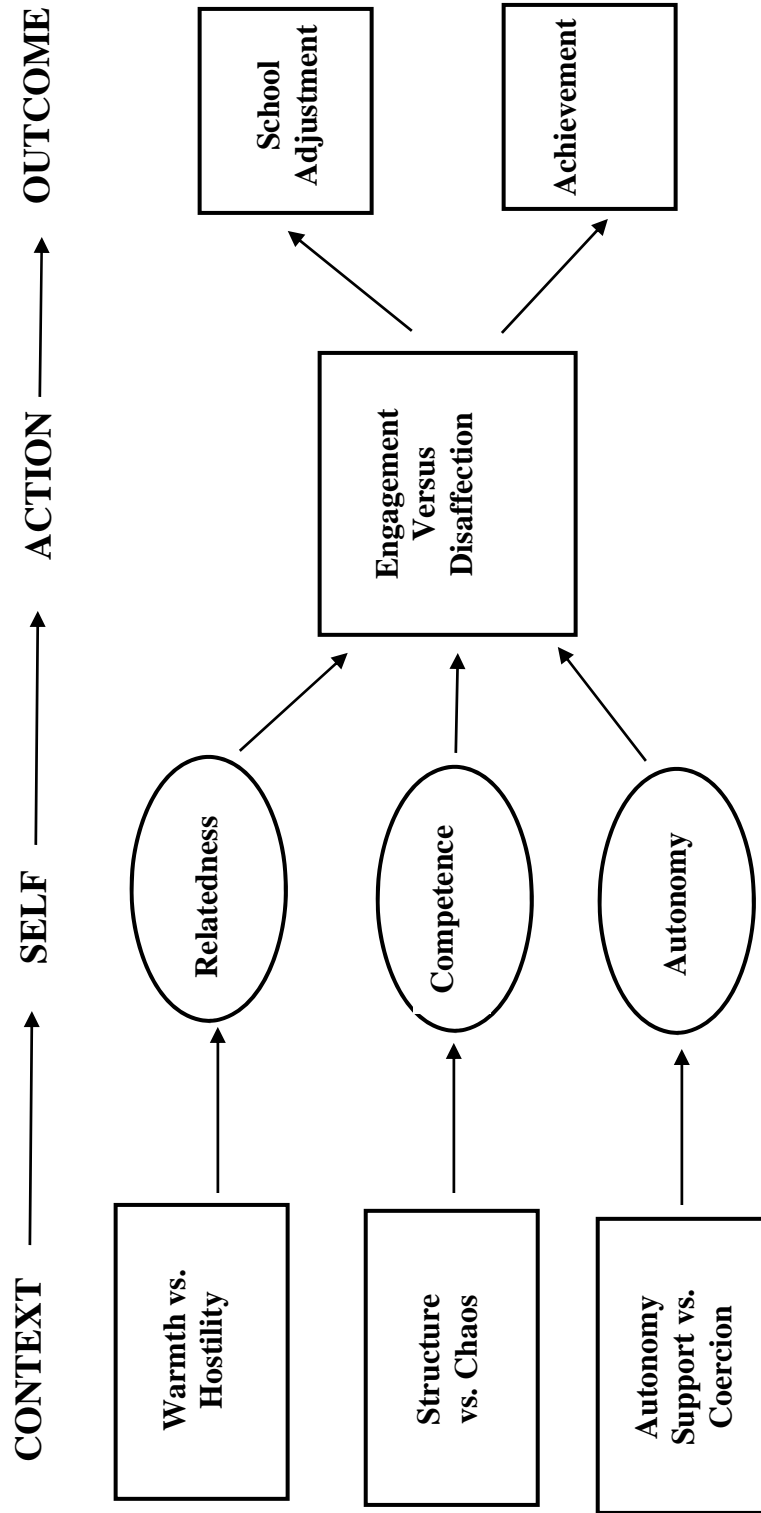 CONTEXT
SELF
ACTION
OUTCOME
Warmth vs.
Hostility
Relatedness
Structure
vs. Chaos
Competence
Autonomy
Support vs.
Coercion
Autonomy
Engagement
Versus
Disaffection
School
Adjustment
Achievement